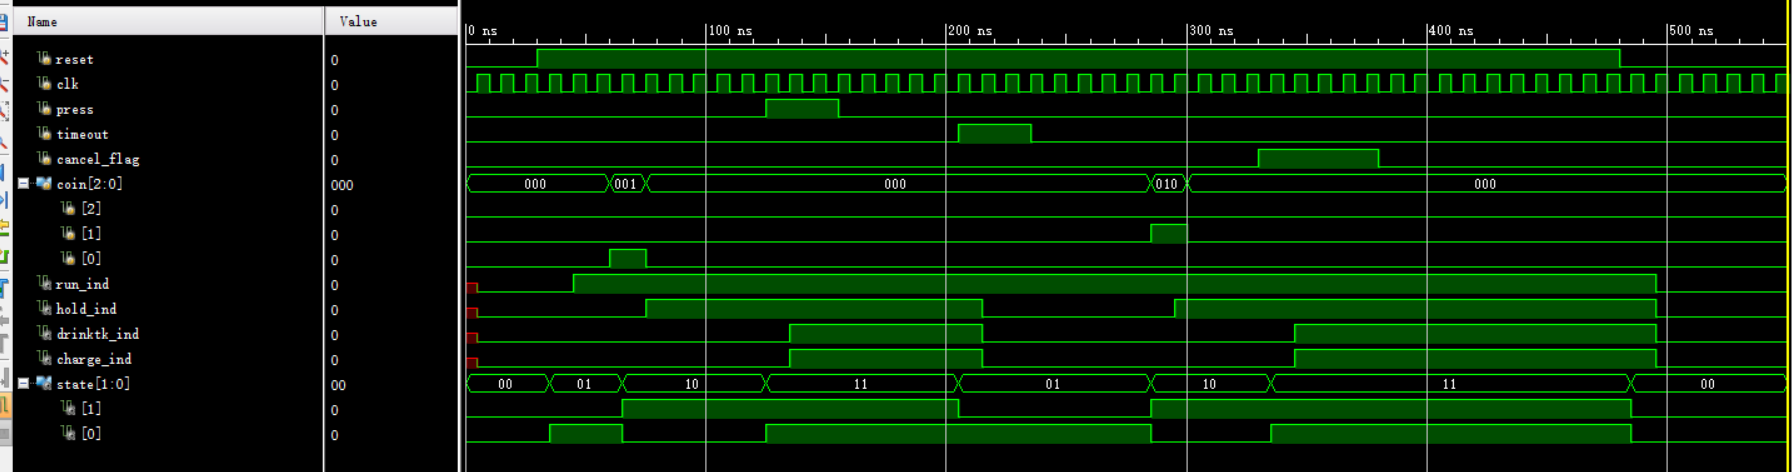 Name Value
0 ns 100 ns 200 ns 300 ns 400 ns 500 ns
reset 0
clk 0
press 0
timeout 0
cancel_flag 0
coin[2:0] 000 000 001 000 010 000
[2] 0
[1] 0
[0] 0
run_ind 0
hold_ind 0
drinktk_ind 0
charge_ind 0
state[1:0] 00 00 01 10 11 01 10 11 00
[1] 0
[0] 0